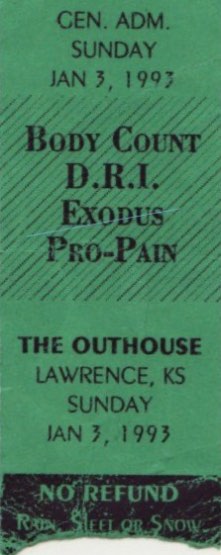 GEN. ADM.
SUNDAY
JAN 3, 1993
BODY COUNT
D.R.I.
EXODUS
PRO-PAIN
THE OUTHOUSE
LAWRENCE, KS
SUNDAY
JAN 3, 1993
NO REFUND
RAIN, SLEET OR SNOW